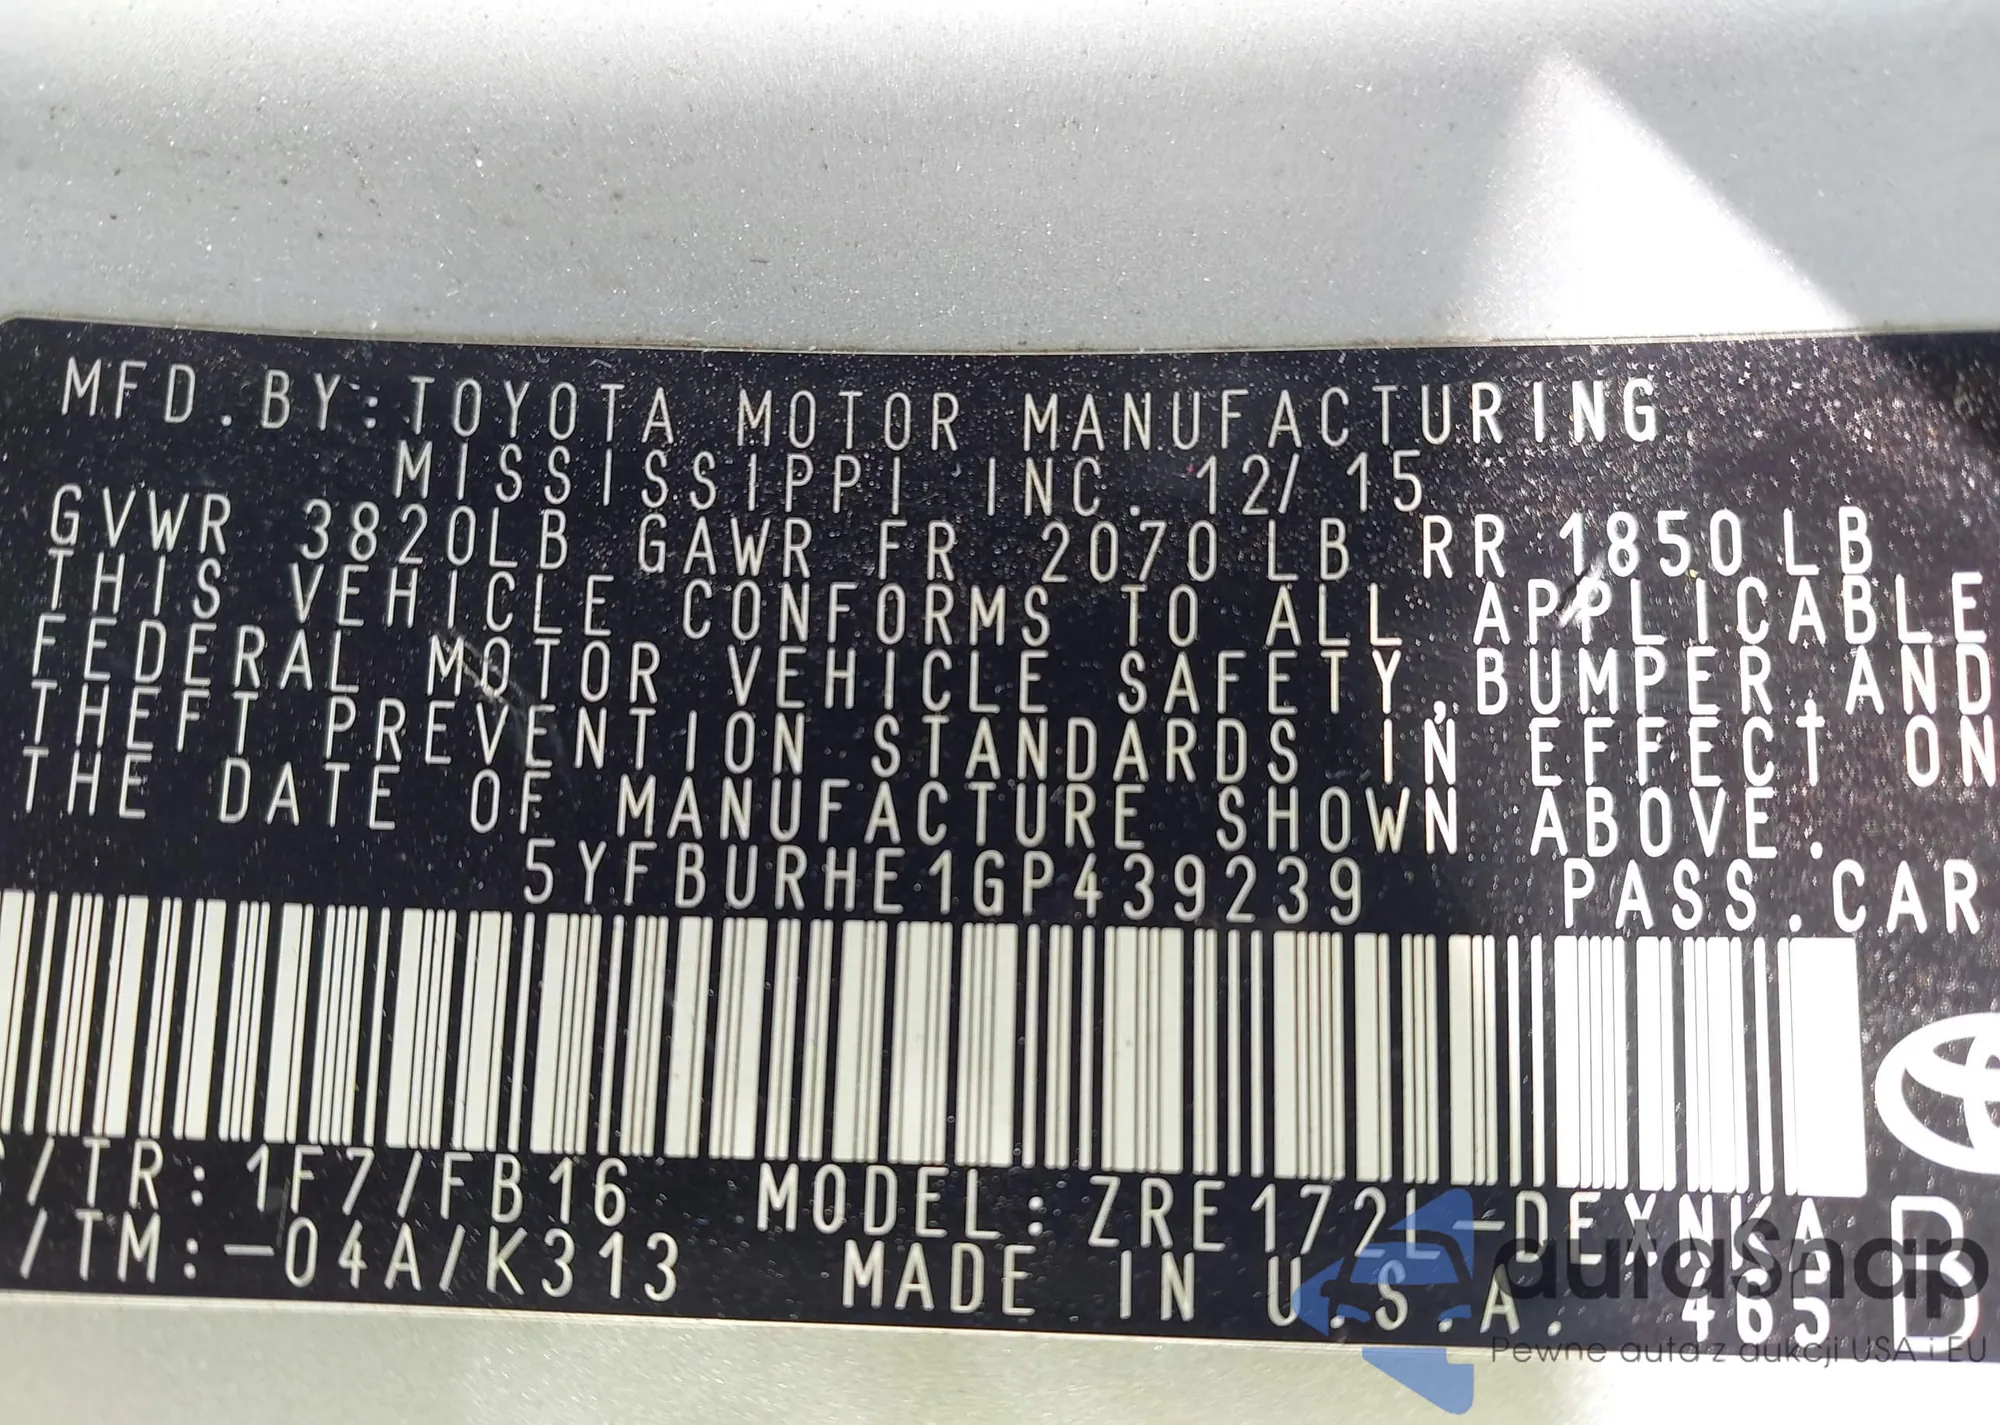 MFD.BY:TOYOTA MOTOR MANUFACTURING
MISSISSIPPI INC. 12/15
GVWR 3820LB GAWR FR 2070LB RR 1850LB
THIS VEHICLE CONFORMS TO ALL APPLICABLE
FEDERAL MOTOR VEHICLE SAFETY, BUMPER, AND
THEFT PREVENTION STANDARDS IN EFFECT ON
THE DATE OF MANUFACTURE SHOWN ABOVE.
5YFBURHE1GP439239 PASS.CAR
/TR: 1F7/FB16 MODEL: ZRE172L-DEXNKA
/TM:-04A/K313 MADE IN U.S.A. 465
auraSnap
Pewne auta z aukcji USA i EU